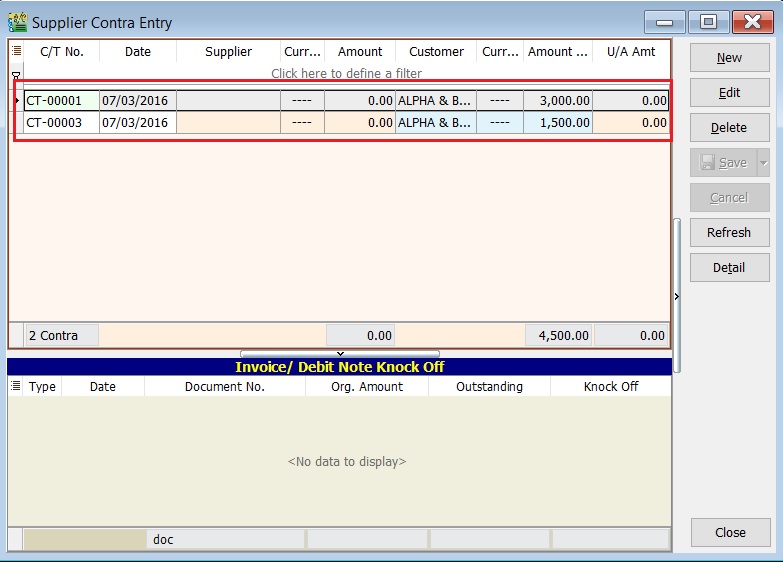 Supplier Contra Entry
C/T No. Date Supplier Curr... Amount Customer Curr... Amount ... U/A Amt
Click here to define a filter
CT-00001 07/03/2016 ---- 0.00 ALPHA & B... ---- 3,000.00 0.00
CT-00003 07/03/2016 ---- 0.00 ALPHA & B... ---- 1,500.00 0.00
2 Contra 0.00 4,500.00 0.00
Invoice/ Debit Note Knock Off
Type Date Document No. Org. Amount Outstanding Knock Off
<No data to display>
doc
New
Edit
Delete
Save
Cancel
Refresh
Detail
Close